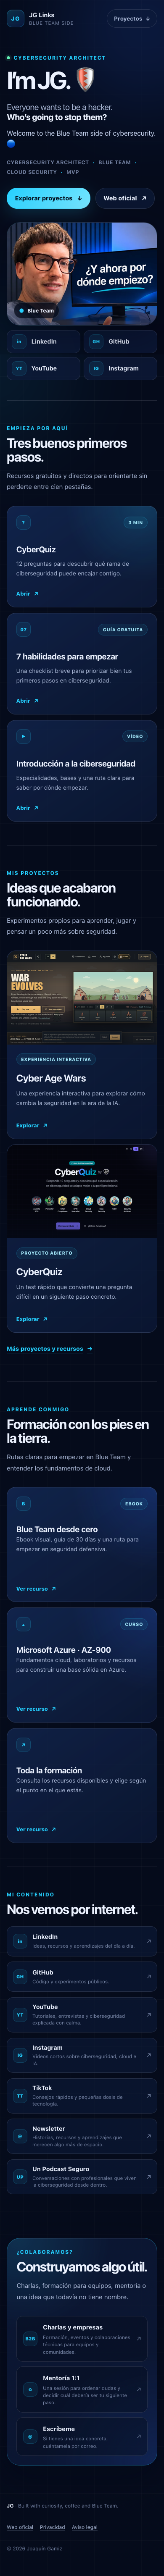 JG
JG Links
BLUE TEAM SIDE
Proyectos ↓
CYBERSECURITY ARCHITECT
I'm JG.
Everyone wants to be a hacker.
Who's going to stop them?
Welcome to the Blue Team side of cybersecurity.
CYBERSECURITY ARCHITECT · BLUE TEAM ·
CLOUD SECURITY · MVP
Explorar proyectos ↓
Web oficial ↗
¿Y ahora por
dónde empiezo?
Blue Team
in LinkedIn
GH GitHub
YT YouTube
IG Instagram
EMPIEZA POR AQUÍ
Tres buenos primeros
pasos.
Recursos gratuitos y directos para orientarte sin
perderte entre cien pestañas.
?
3 MIN
CyberQuiz
12 preguntas para descubrir qué rama de
ciberseguridad puede encajar contigo.
Abrir ↗
07
GUÍA GRATUITA
7 habilidades para empezar
Una checklist breve para priorizar bien tus
primeros pasos en ciberseguridad.
Abrir ↗
VÍDEO
Introducción a la ciberseguridad
Especialidades, bases y una ruta clara para
saber por dónde empezar.
Abrir ↗
MIS PROYECTOS
Ideas que acabaron
funcionando.
Experimentos propios para aprender, jugar y
pensar un poco más sobre seguridad.
WAR
EVOLVES
EXPERIENCIA INTERACTIVA
Cyber Age Wars
Una experiencia interactiva para explorar cómo
cambia la seguridad en la era de la IA.
Explorar ↗
CyberQuiz
PROYECTO ABIERTO
CyberQuiz
Un test rápido que convierte una pregunta
difícil en un siguiente paso concreto.
Explorar ↗
Más proyectos y recursos →
APRENDE CONMIGO
Formación con los pies en
la tierra.
Rutas claras para empezar en Blue Team y
entender los fundamentos de cloud.
EBOOK
Blue Team desde cero
Ebook visual, guía de 30 días y una ruta para
empezar en seguridad defensiva.
Ver recurso ↗
CURSO
Microsoft Azure · AZ-900
Fundamentos cloud, laboratorios y recursos
para construir una base sólida en Azure.
Ver recurso ↗
Toda la formación
Consulta los recursos disponibles y elige según
el punto en el que estás.
Ver recurso ↗
MI CONTENIDO
Nos vemos por internet.
in
LinkedIn
Ideas, recursos y aprendizajes del día a día.
GH
GitHub
Código y experimentos públicos.
YT
YouTube
Tutoriales, entrevistas y ciberseguridad
explicada con calma.
IG
Instagram
Vídeos cortos sobre ciberseguridad, cloud e
IA.
TT
TikTok
Consejos rápidos y pequeñas dosis de
tecnología.
@
Newsletter
Historias, recursos y aprendizajes que
merecen algo más de espacio.
UP
Un Podcast Seguro
Conversaciones con profesionales que viven
la ciberseguridad desde dentro.
¿COLABORAMOS?
Construyamos algo útil.
Charlas, formación para equipos, mentoría o
una idea que todavía no tiene nombre.
B2B
Charlas y empresas
Formación, eventos y colaboraciones
técnicas para equipos y
comunidades.
Mentoría 1:1
Una sesión para ordenar dudas y
decidir cuál debería ser tu siguiente
paso.
@
Escríbeme
Si tienes una idea concreta,
cuéntamela por correo.
JG Built with curiosity, coffee and Blue Team.
Web oficial Privacidad Aviso legal
© 2026 Joaquín Gamiz